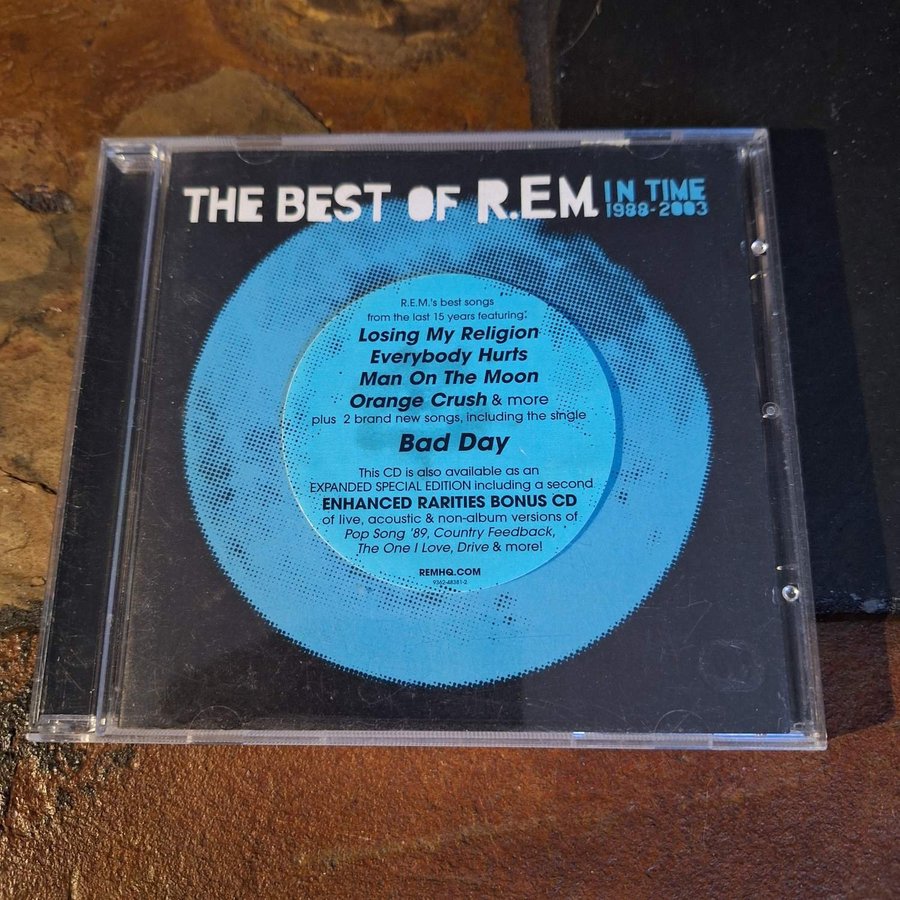 THE BEST OF R.E.M. IN TIME
1988-2003
R.E.M.'s best songs
from the last 15 years featuring:
Losing My Religion
Everybody Hurts
Man On The Moon
Orange Crush & more
plus 2 brand new songs, including the single
Bad Day
This CD is also available as an
EXPANDED SPECIAL EDITION including a second
ENHANCED RARITIES BONUS CD
of live, acoustic & non-album versions of
Pop Song '89, Country Feedback,
The One I Love, Drive & more!
REMHQ.COM
9362-48381-2